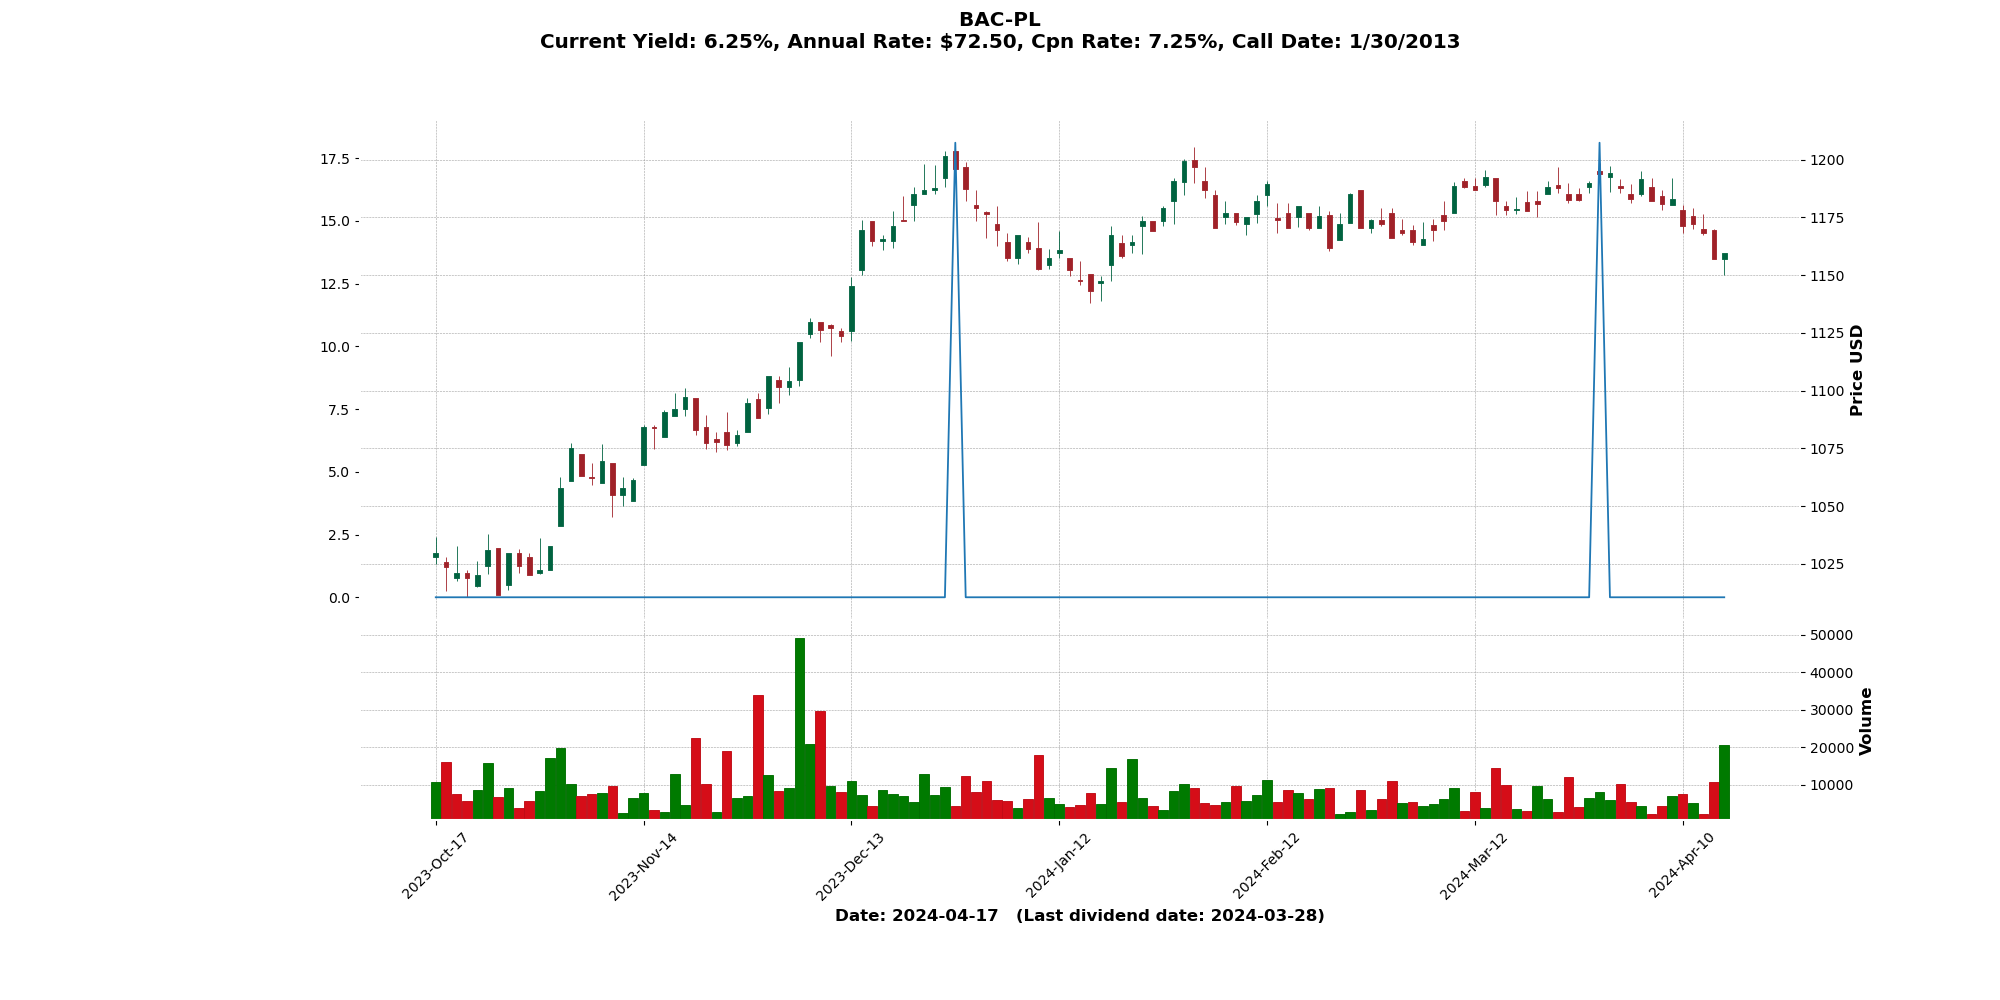 BAC-PL
Current Yield: 6.25%, Annual Rate: $72.50, Cpn Rate: 7.25%, Call Date: 1/30/2013
17.5
15.0
12.5
10.0
7.5
5.0
2.5
0.0
1200
1175
1150
1125
1100
1075
1050
1025
Price USD
50000
40000
30000
20000
10000
Volume
2023-Oct-17
2023-Nov-14
2023-Dec-13
2024-Jan-12
2024-Feb-12
2024-Mar-12
2024-Apr-10
Date: 2024-04-17 (Last dividend date: 2024-03-28)